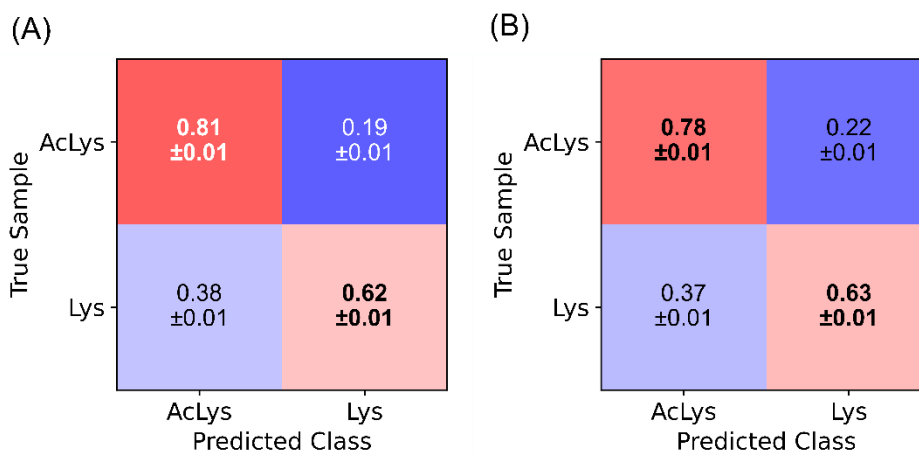 (A)
True Sample
AcLys
0.81
±0.01
0.19
±0.01
Lys
0.38
±0.01
0.62
±0.01
AcLys
Lys
Predicted Class
(B)
True Sample
AcLys
0.78
±0.01
0.22
±0.01
Lys
0.37
±0.01
0.63
±0.01
AcLys
Lys
Predicted Class